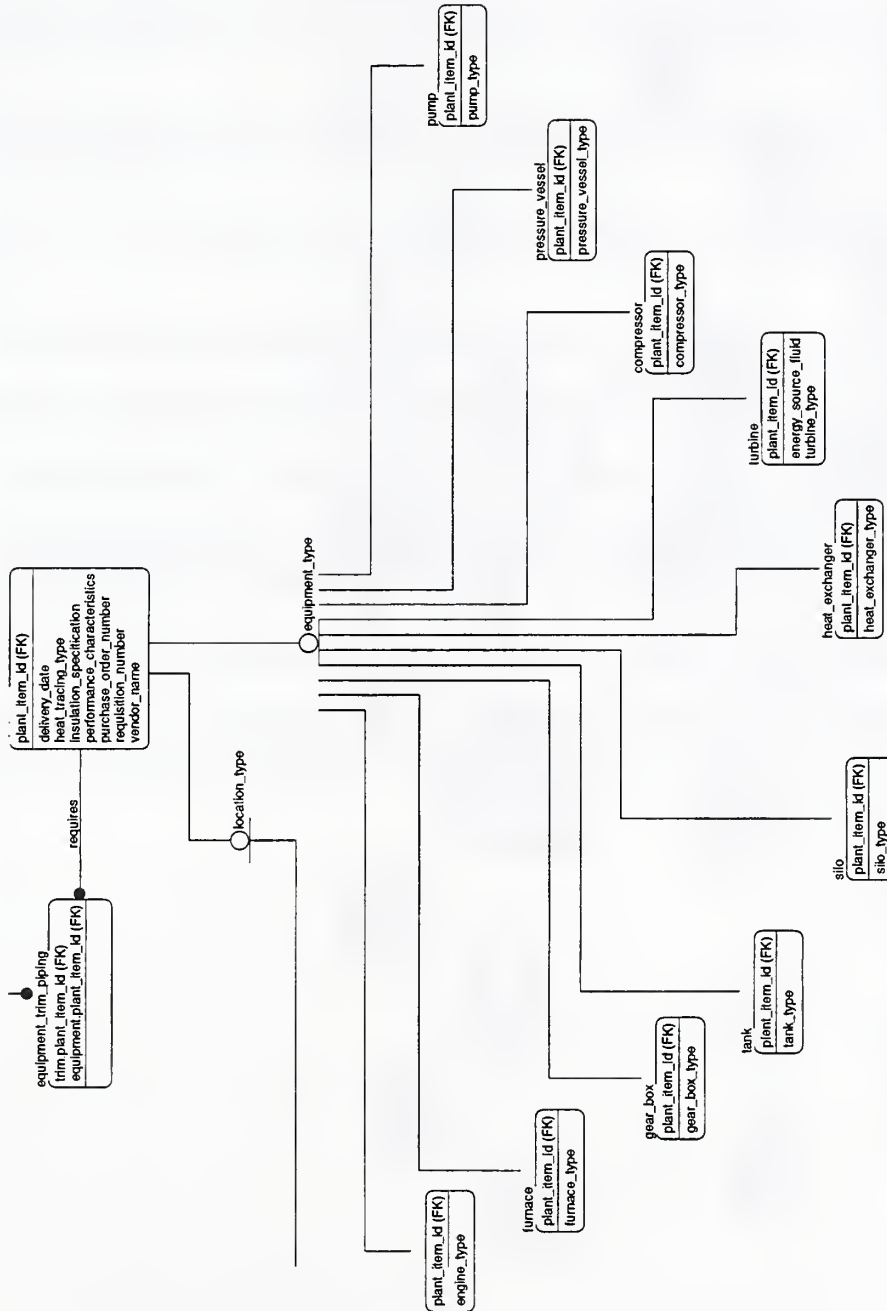 equipment_trim_piping
trim.plant_item_id (FK)
equipment.plant_item_id (FK)
requires
plant_item_id (FK)
delivery_date
heat_tracing_type
insulation_specification
performance_characteristics
purchase_order_number
requisition_number
vendor_name
location_type
equipment_type
plant_item_id (FK)
engine_type
furnace
plant_item_id (FK)
furnace_type
gear_box
plant_item_id (FK)
gear_box_type
tank
plant_item_id (FK)
tank_type
silo
plant_item_id (FK)
silo_type
heat_exchanger
plant_item_id (FK)
heat_exchanger_type
turbine
plant_item_id (FK)
energy_source_fluid
turbine_type
compressor
plant_item_id (FK)
compressor_type
pressure_vessel
plant_item_id (FK)
pressure_vessel_type
pump
plant_item_id (FK)
pump_type